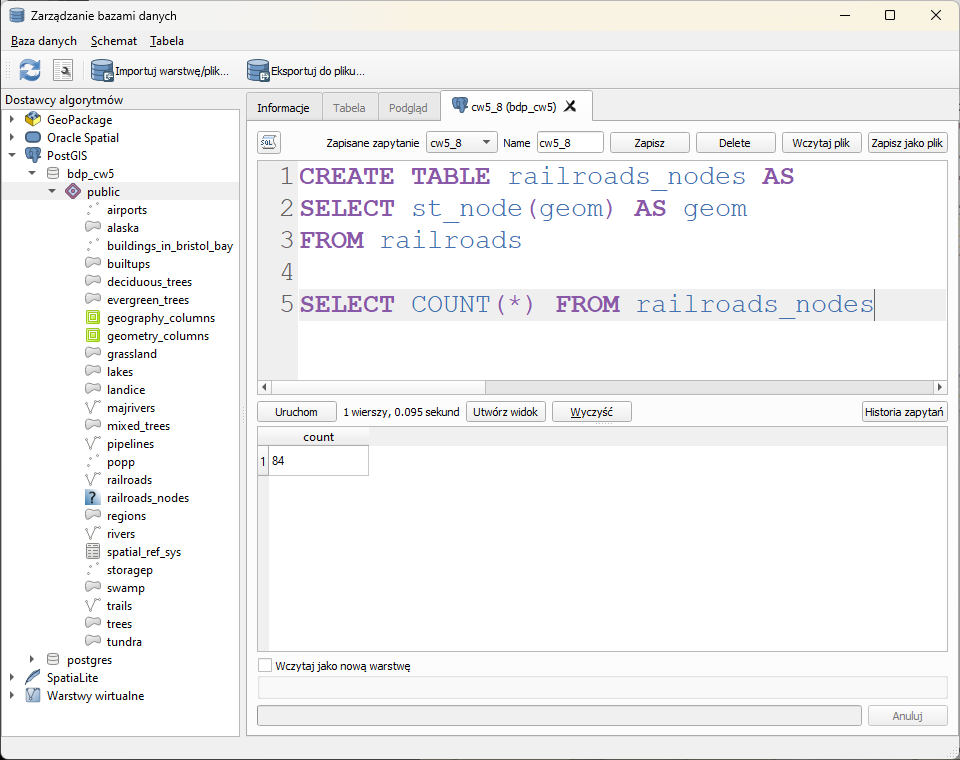 Zarządzanie bazami danych
Baza danych Schemat Tabela
Importuj warstwę/plik... Eksportuj do pliku...
Dostawcy algorytmów
GeoPackage
Oracle Spatial
PostGIS
bdp_cw5
public
airports
alaska
buildings_in_bristol_bay
builtups
deciduous_trees
evergreen_trees
geography_columns
geometry_columns
grassland
lakes
landice
majrivers
mixed_trees
pipelines
popp
railroads
? railroads_nodes
regions
rivers
spatial_ref_sys
storagep
swamp
trails
trees
tundra
postgres
SpatiaLite
Warstwy wirtualne
Informacje Tabela Podgląd cw5_8 (bdp_cw5)
SQL Zapisane zapytanie cw5_8 Name cw5_8 Zapisz Delete Wczytaj plik Zapisz jako plik
1 CREATE TABLE railroads_nodes AS
2 SELECT st_node(geom) AS geom
3 FROM railroads
4
5 SELECT COUNT(*) FROM railroads_nodes
Uruchom 1 wierszy, 0.095 sekund Utwórz widok Wyczyść Historia zapytań
count
1 84
Wczytaj jako nową warstwę
Anuluj